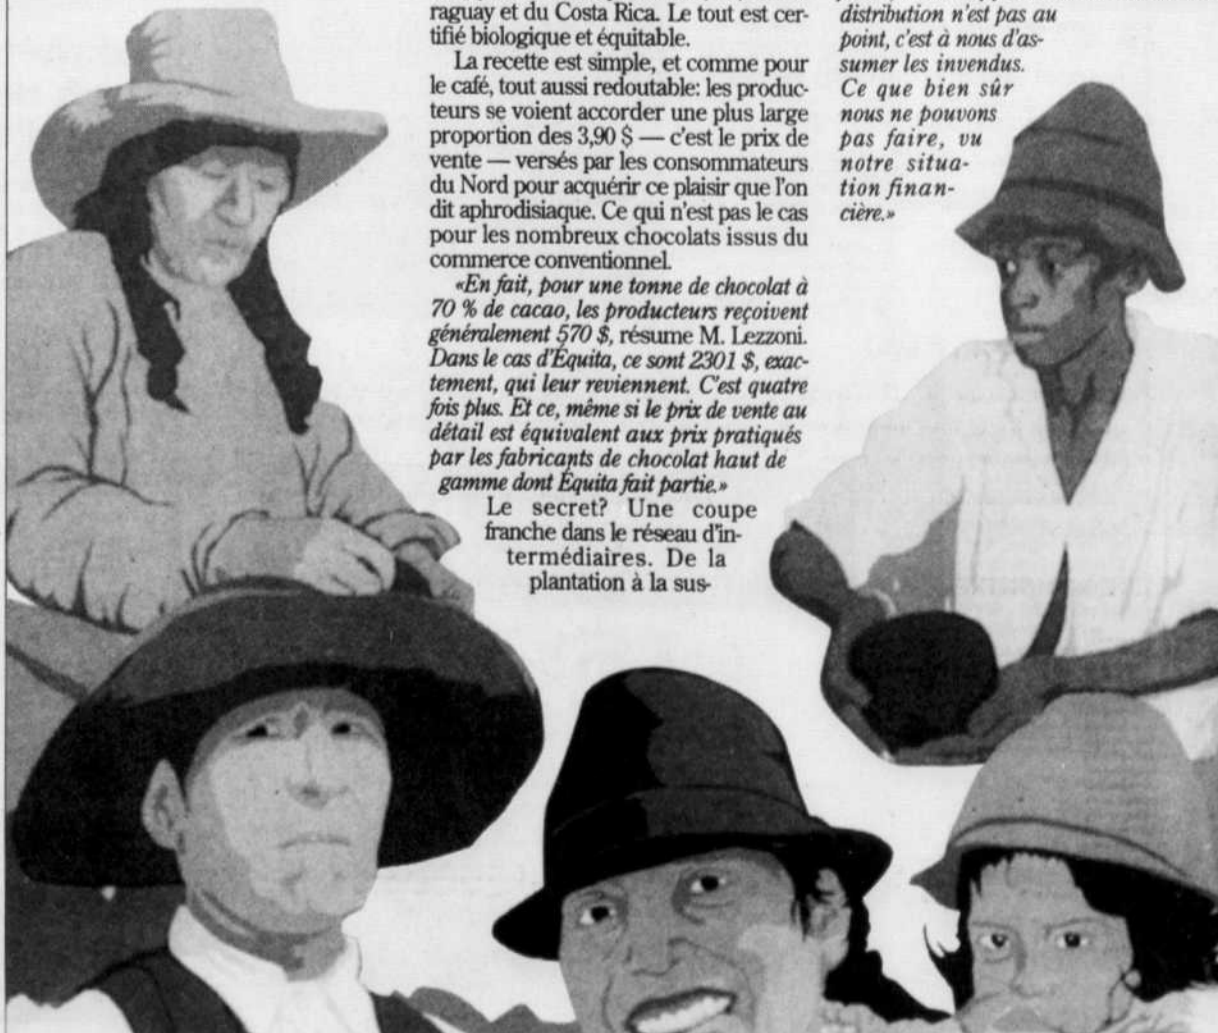 raguay et du Costa Rica. Le tout est cer-
tifié biologique et équitable.
La recette est simple, et comme pour
le café, tout aussi redoutable: les produc-
teurs se voient accorder une plus large
proportion des 3,90 $ — c'est le prix de
vente — versés par les consommateurs
du Nord pour acquérir ce plaisir que l'on
dit aphrodisiaque. Ce qui n'est pas le cas
pour les nombreux chocolats issus du
commerce conventionnel.
«En fait, pour une tonne de chocolat à
70 % de cacao, les producteurs reçoivent
généralement 570 $, résume M. Lezzoni.
Dans le cas d'Équita, ce sont 2301 $, exac-
tement, qui leur reviennent. C'est quatre
fois plus. Et ce, même si le prix de vente au
détail est équivalent aux prix pratiqués
par les fabricants de chocolat haut de
gamme dont Équita fait partie.»
Le secret? Une coupe
franche dans le réseau d'in-
termédiaires. De la
plantation à la sus-
distribution n'est pas au
point, c'est à nous d'as-
sumer les invendus.
Ce que bien sûr
nous ne pouvons
pas faire, vu
notre situa-
tion finan-
cière.»